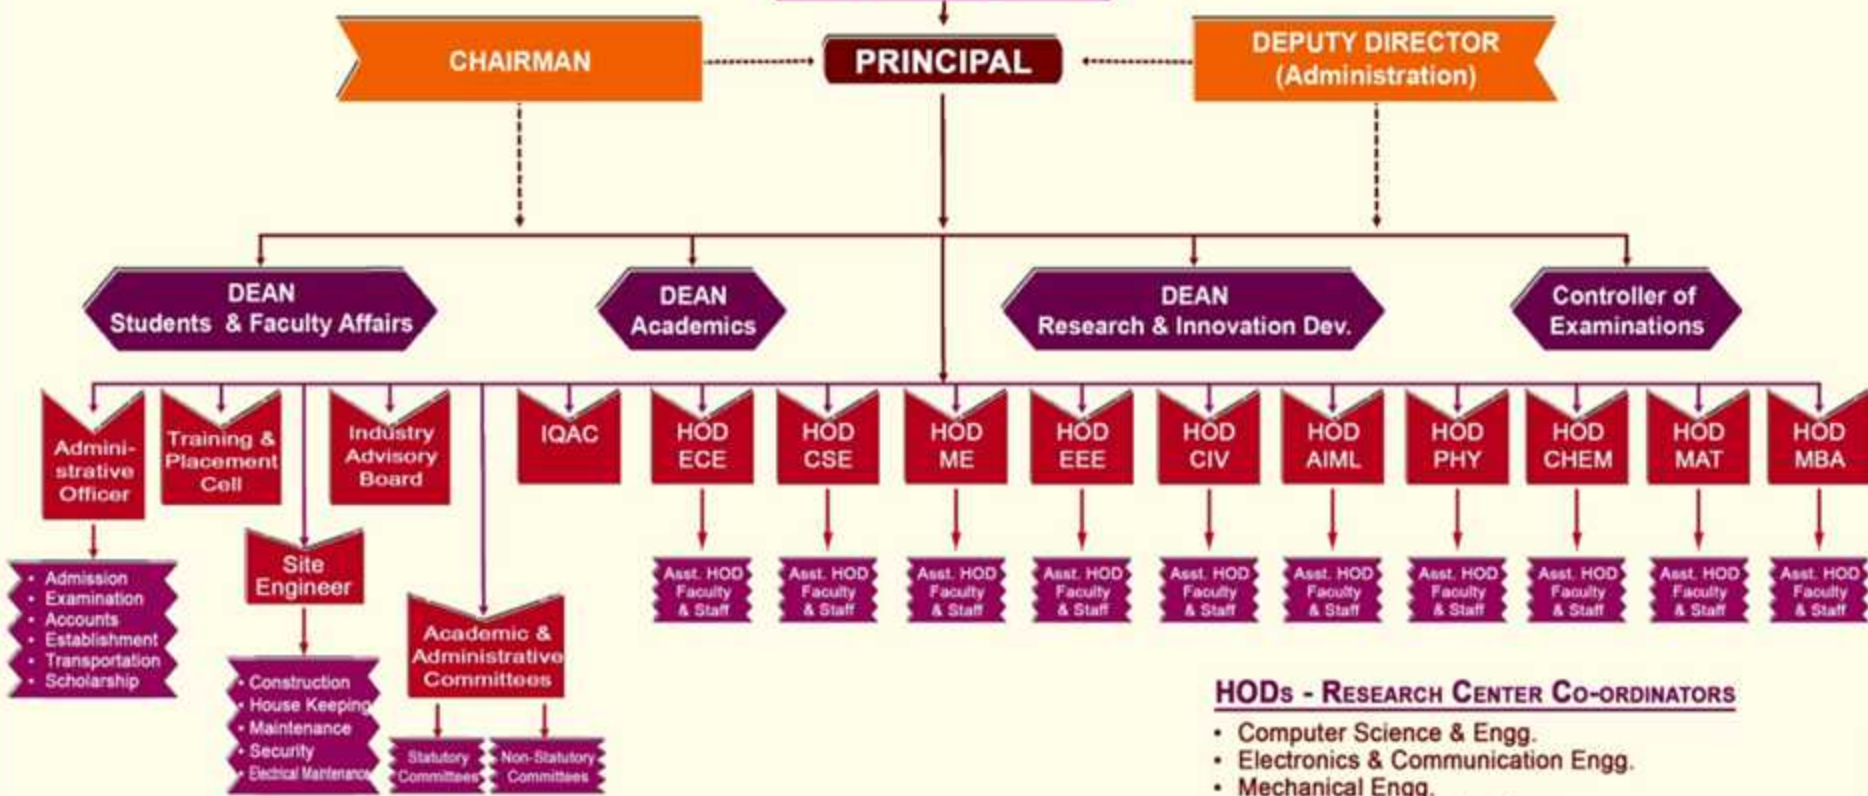 CHAIRMAN
PRINCIPAL
DEPUTY DIRECTOR
(Administration)
DEAN
Students & Faculty Affairs
DEAN
Academics
DEAN
Research & Innovation Dev.
Controller of
Examinations
Admini-
strative
Officer
Training &
Placement
Cell
Industry
Advisory
Board
IQAC
HOD
ECE
HOD
CSE
HOD
ME
HOD
EEE
HOD
CIV
HOD
AIML
HOD
PHY
HOD
CHEM
HOD
MAT
HOD
MBA
Site
Engineer
Academic &
Administrative
Committees
• Admission
• Examination
• Accounts
• Establishment
• Transportation
• Scholarship
• Construction
• House Keeping
• Maintenance
• Security
• Electrical Maintenance
Statutory
Committees
Non-Statutory
Committees
Asst. HOD
Faculty
& Staff
Asst. HOD
Faculty
& Staff
Asst. HOD
Faculty
& Staff
Asst. HOD
Faculty
& Staff
Asst. HOD
Faculty
& Staff
Asst. HOD
Faculty
& Staff
Asst. HOD
Faculty
& Staff
Asst. HOD
Faculty
& Staff
Asst. HOD
Faculty
& Staff
Asst. HOD
Faculty
& Staff
HODs - RESEARCH CENTER CO-ORDINATORS
• Computer Science & Engg.
• Electronics & Communication Engg.
• Mechanical Engg.